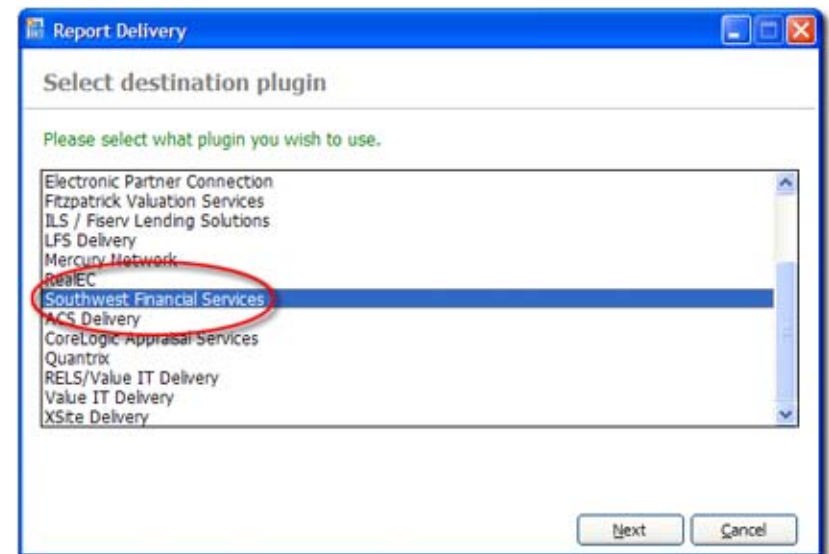 Report Delivery
Select destination plugin
Please select what plugin you wish to use.
Electronic Partner Connection
Fitzpatrick Valuation Services
ILS / Fiserv Lending Solutions
LFS Delivery
Mercury Network
RealEC
Southwest Financial Services
ACS Delivery
CoreLogic Appraisal Services
Quantrix
RELS/Value IT Delivery
Value IT Delivery
XSite Delivery
Next Cancel